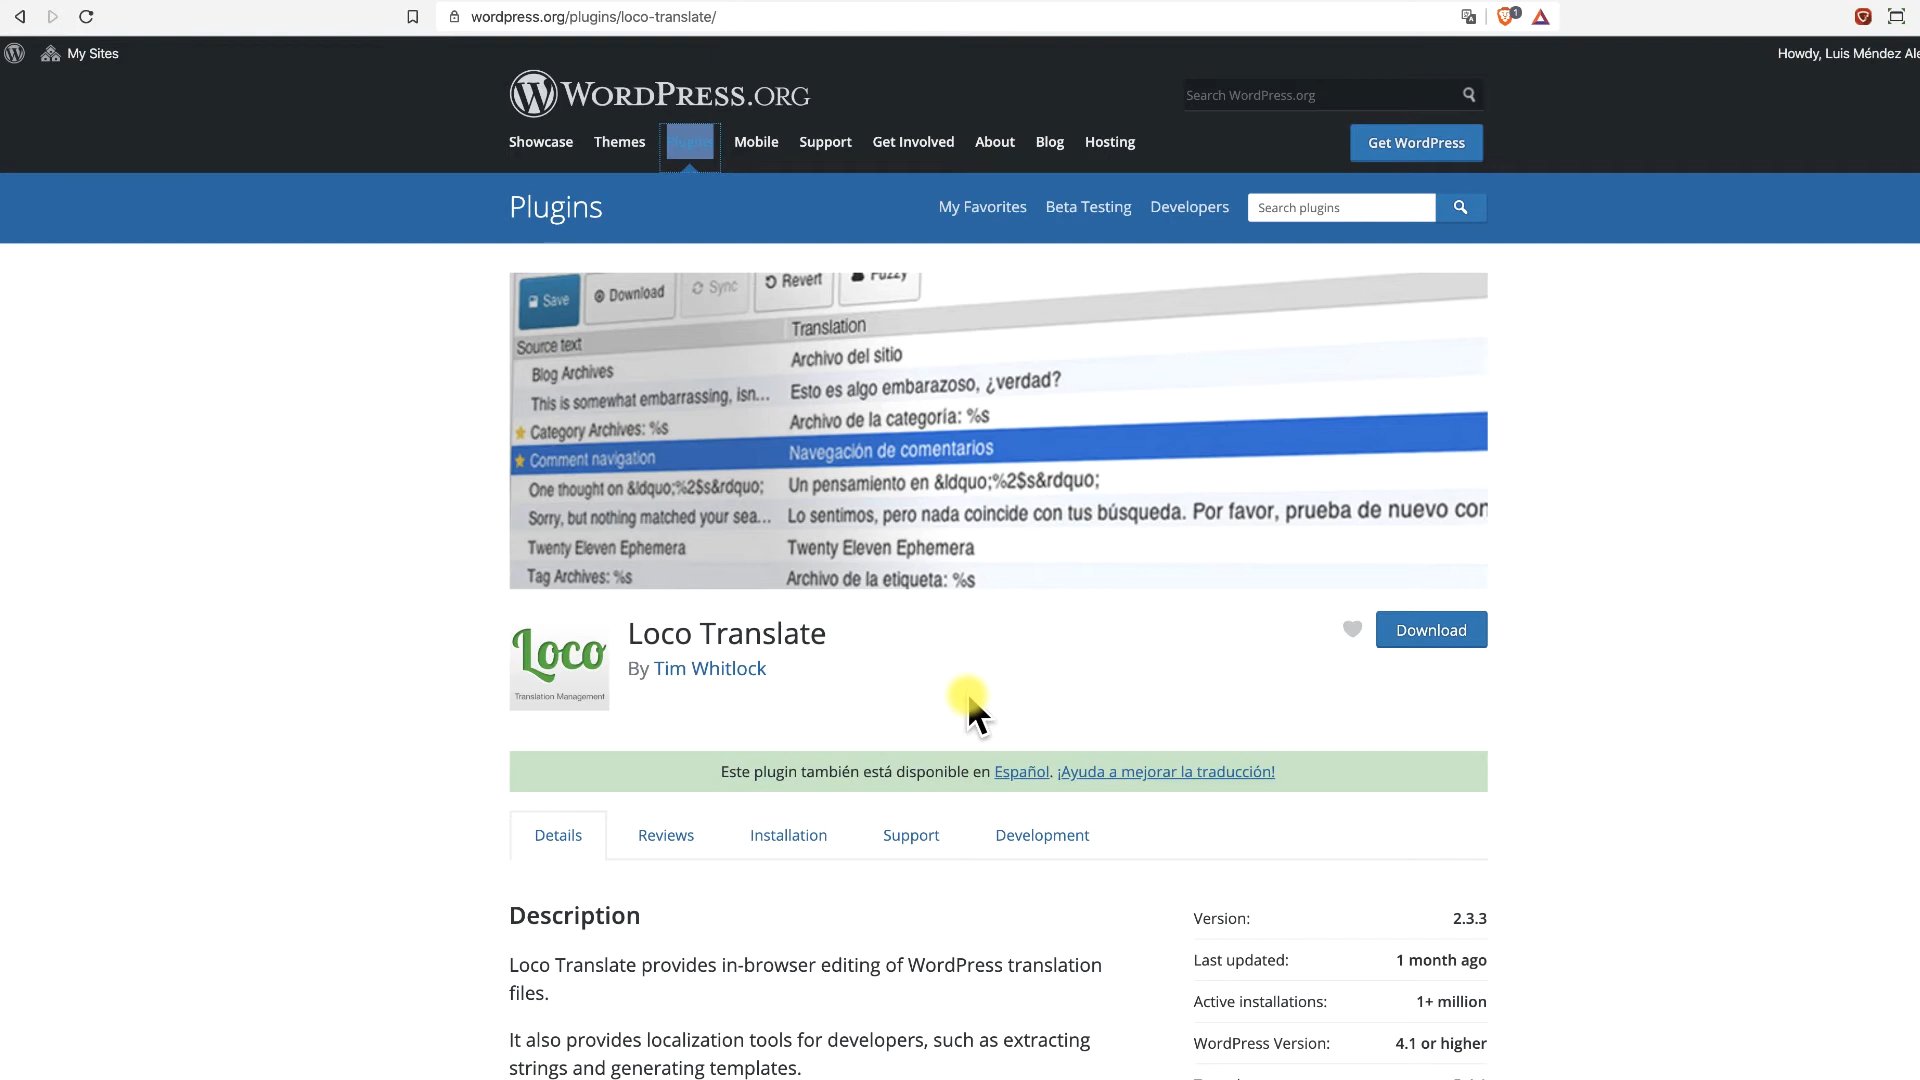 wordpress.org/plugins/loco-translate/
1
My Sites
Howdy, Luis Méndez Ale
WORDPRESS.ORG
Search WordPress.org
Showcase Themes Plugins Mobile Support Get Involved About Blog Hosting
Get WordPress
Plugins
My Favorites Beta Testing Developers
Search plugins
Save Download Sync Revert Fuzzy
Source text Translation
Blog Archives Archivo del sitio
This is somewhat embarrassing, isn... Esto es algo embarazoso, ¿verdad?
Category Archives: %s Archivo de la categoría: %s
Comment navigation Navegación de comentarios
One thought on &ldquo;%2$s&rdquo; Un pensamiento en &ldquo;%2$s&rdquo;
Sorry, but nothing matched your sea... Lo sentimos, pero nada coincide con tus búsqueda. Por favor, prueba de nuevo con
Twenty Eleven Ephemera Twenty Eleven Ephemera
Tag Archives: %s Archivo de la etiqueta: %s
Loco
Translation Management
Loco Translate
By Tim Whitlock
Download
Este plugin también está disponible en Español. ¡Ayuda a mejorar la traducción!
Details Reviews Installation Support Development
Description
Loco Translate provides in-browser editing of WordPress translation
files.
It also provides localization tools for developers, such as extracting
strings and generating templates.
Version: 2.3.3
Last updated: 1 month ago
Active installations: 1+ million
WordPress Version: 4.1 or higher